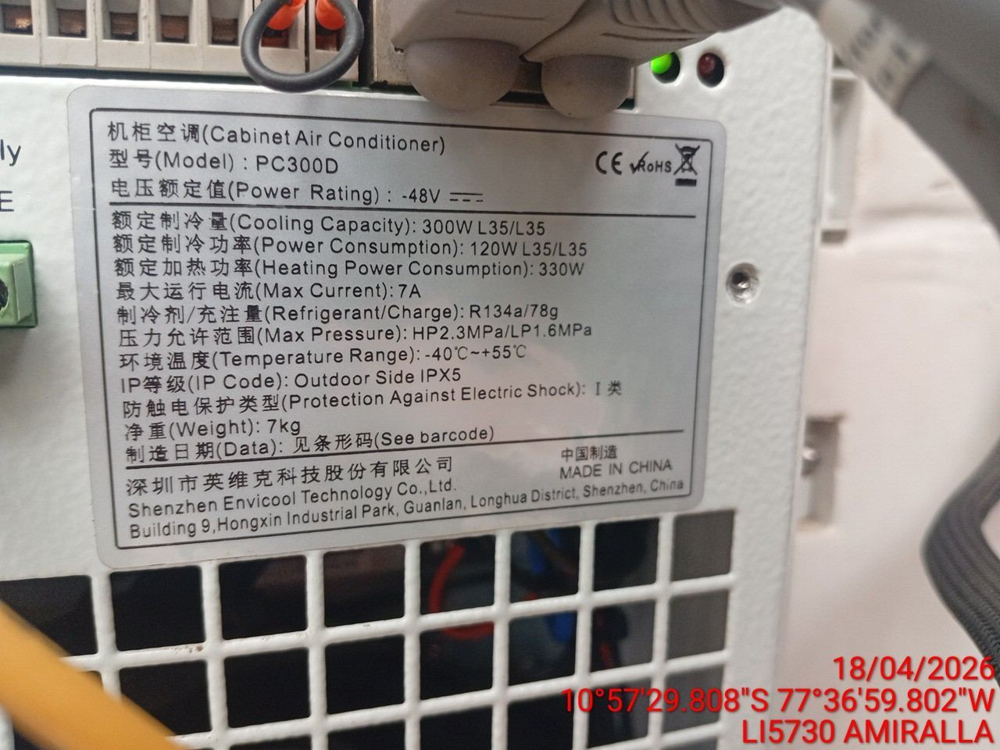 ly
E
机柜空调(Cabinet Air Conditioner)
型号(Model) : PC300D
CE RoHS
电压额定值(Power Rating) : -48V
额定制冷量(Cooling Capacity): 300W L35/L35
额定制冷功率(Power Consumption): 120W L35/L35
额定加热功率(Heating Power Consumption): 330W
最大运行电流(Max Current): 7A
制冷剂/充注量(Refrigerant/Charge): R134a/78g
压力允许范围(Max Pressure): HP2.3MPa/LP1.6MPa
环境温度(Temperature Range): -40℃~+55℃
IP等级(IP Code): Outdoor Side IPX5
防触电保护类型(Protection Against Electric Shock): I 类
净重(Weight): 7kg
制造日期(Data): 见条形码(See barcode)
深圳市英维克科技股份有限公司
中国制造
Shenzhen Envicool Technology Co.,Ltd.
MADE IN CHINA
Building 9,Hongxin Industrial Park, Guanlan, Longhua District, Shenzhen, China
18/04/2026
10°57'29.808"S 77°36'59.802"W
LI5730 AMIRALLA